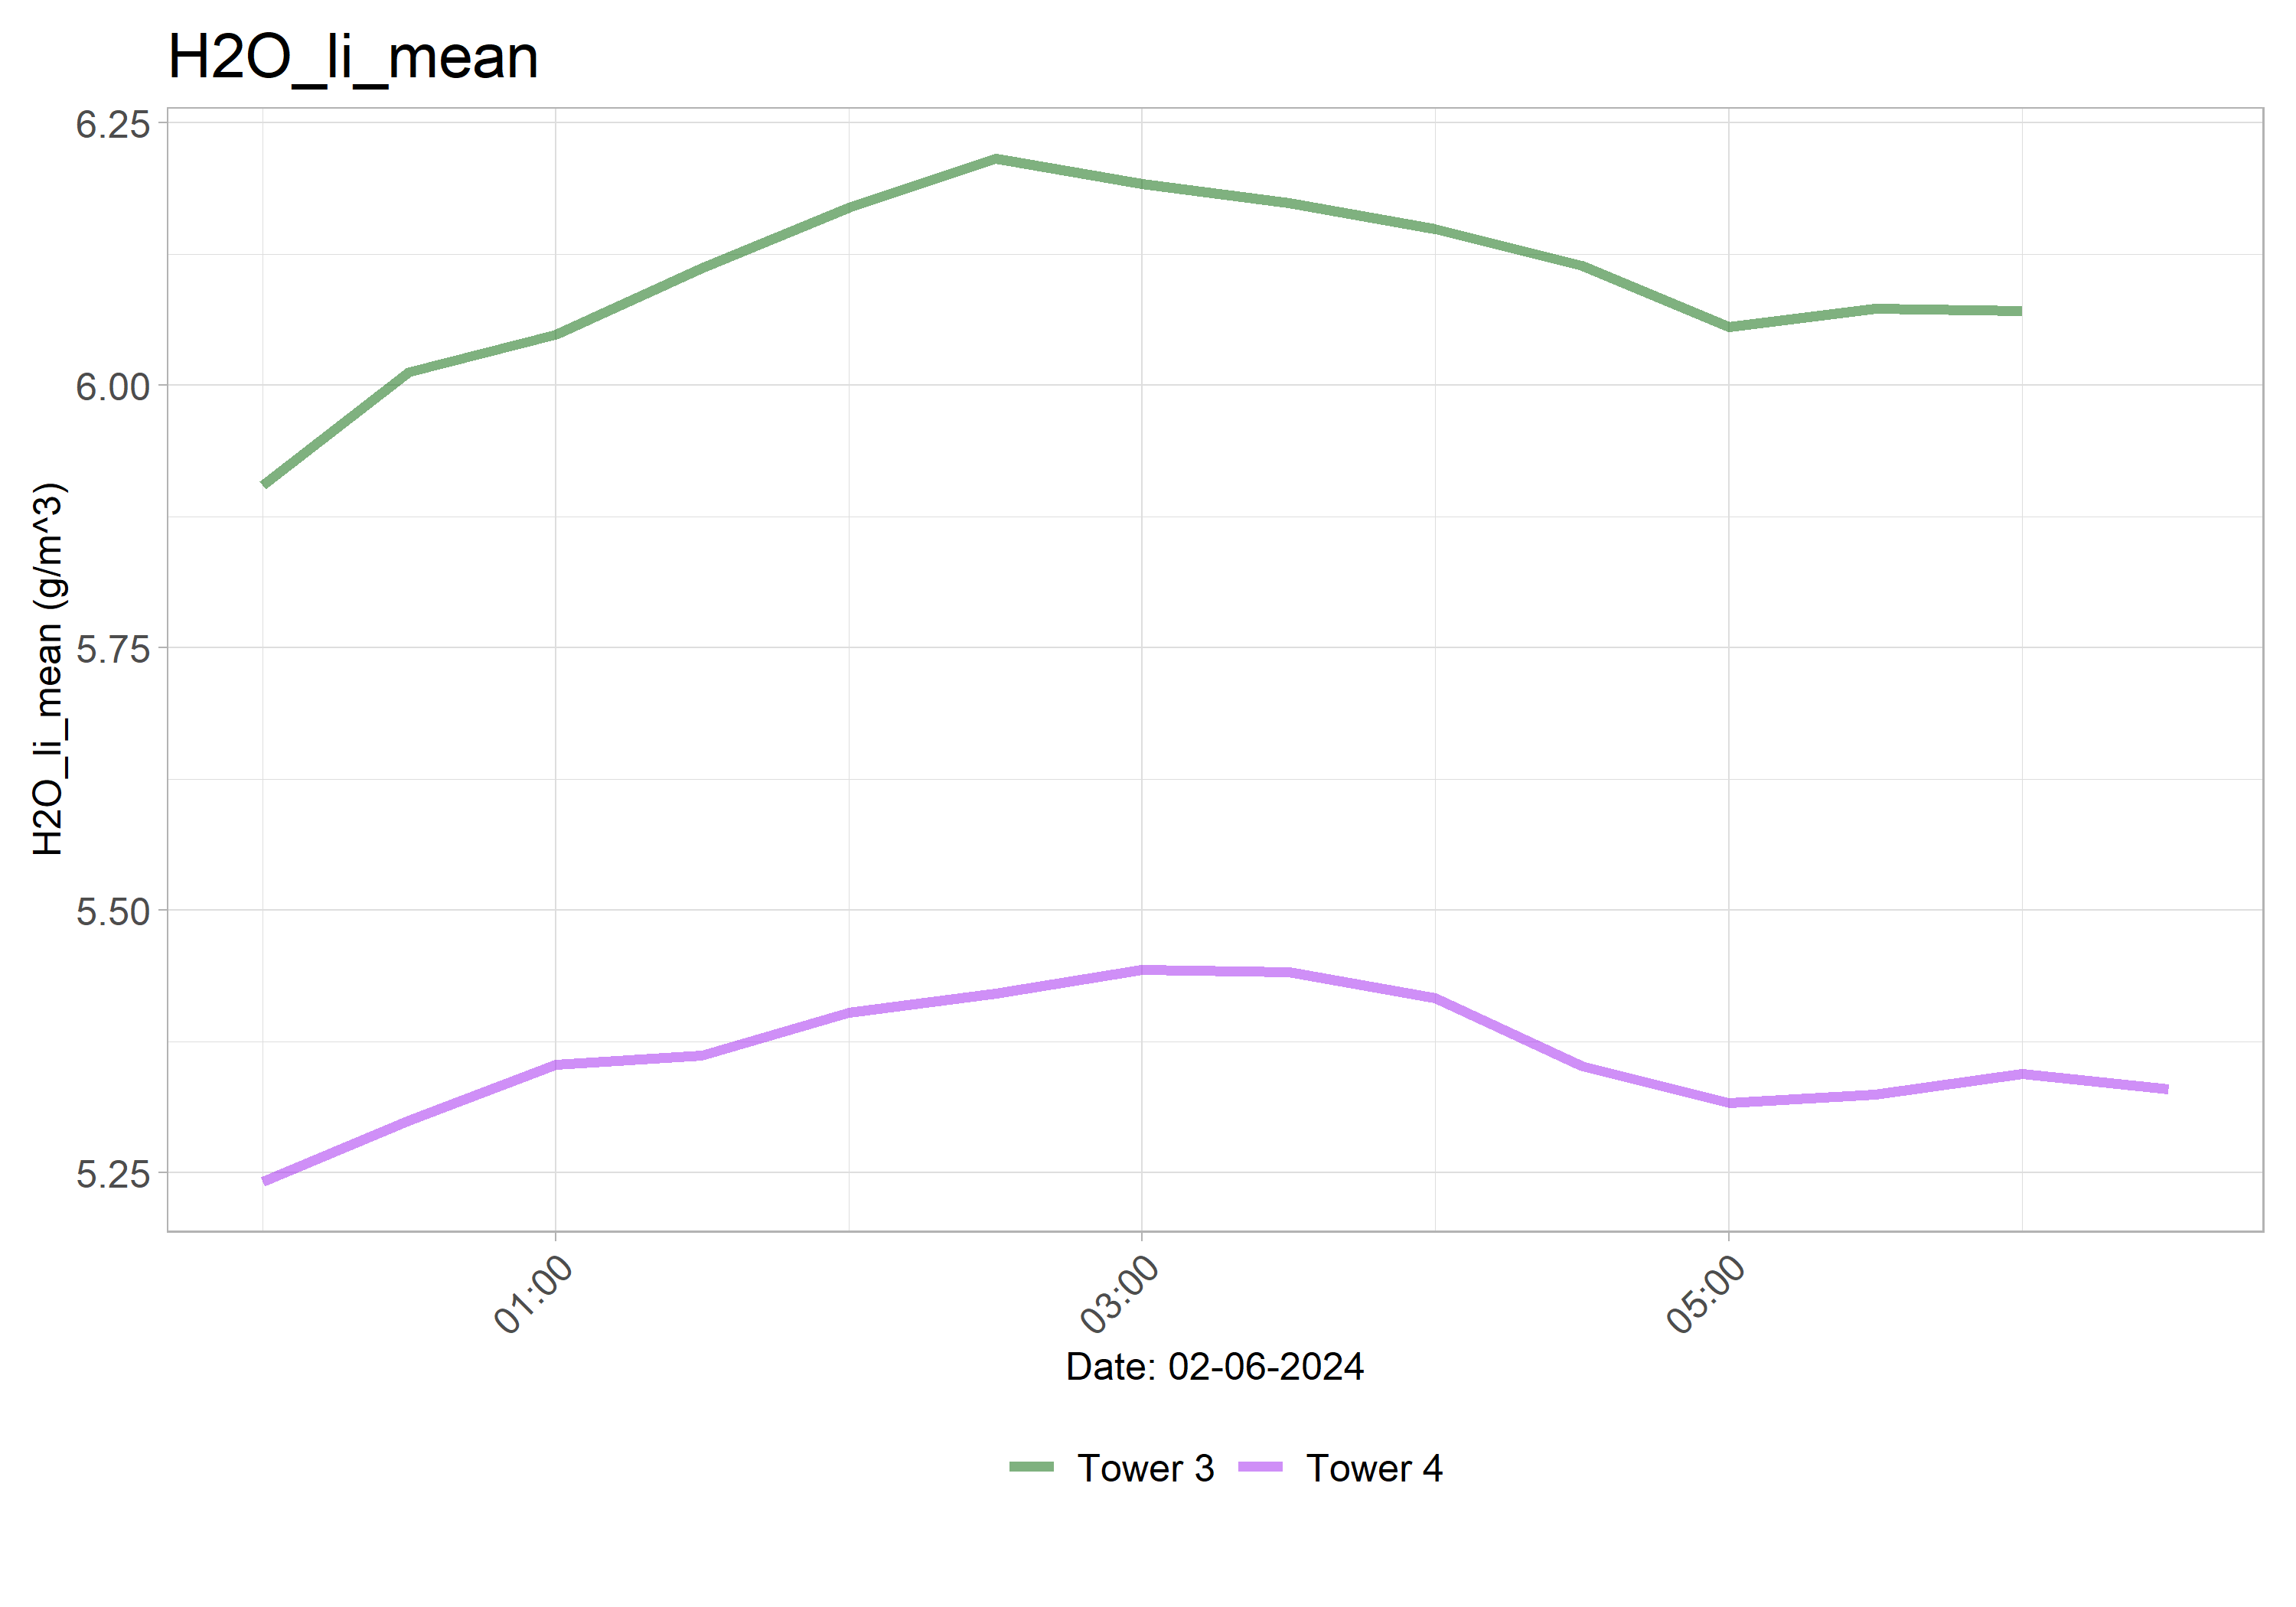 H2O_li_mean
H2O_li_mean (g/m^3)
6.25
6.00
5.75
5.50
5.25
01:00
03:00
05:00
Date: 02-06-2024
Tower 3
Tower 4